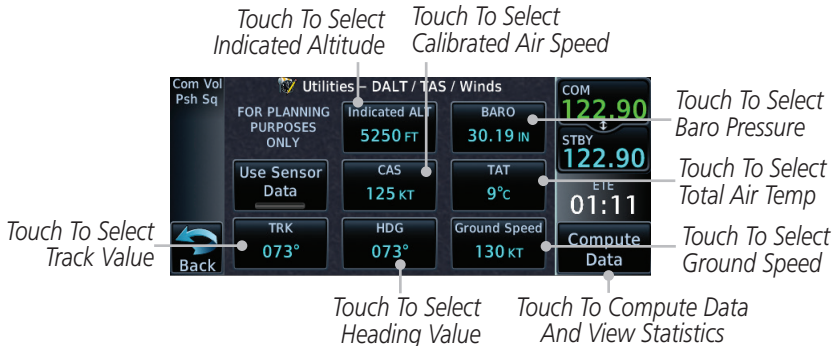 Touch To Select
Indicated Altitude
Touch To Select
Calibrated Air Speed
Com Vol
Psh Sq
Utilities – DALT / TAS / Winds
FOR PLANNING
PURPOSES
ONLY
Indicated ALT
5250 FT
BARO
30.19 IN
COM
122.90
STBY
122.90
Touch To Select
Baro Pressure
Use Sensor
Data
CAS
125 KT
TAT
9°C
ETE
01:11
Touch To Select
Total Air Temp
Touch To Select
Track Value
Back
TRK
073°
HDG
073°
Ground Speed
130 KT
Compute
Data
Touch To Select
Ground Speed
Touch To Select
Heading Value
Touch To Compute Data
And View Statistics